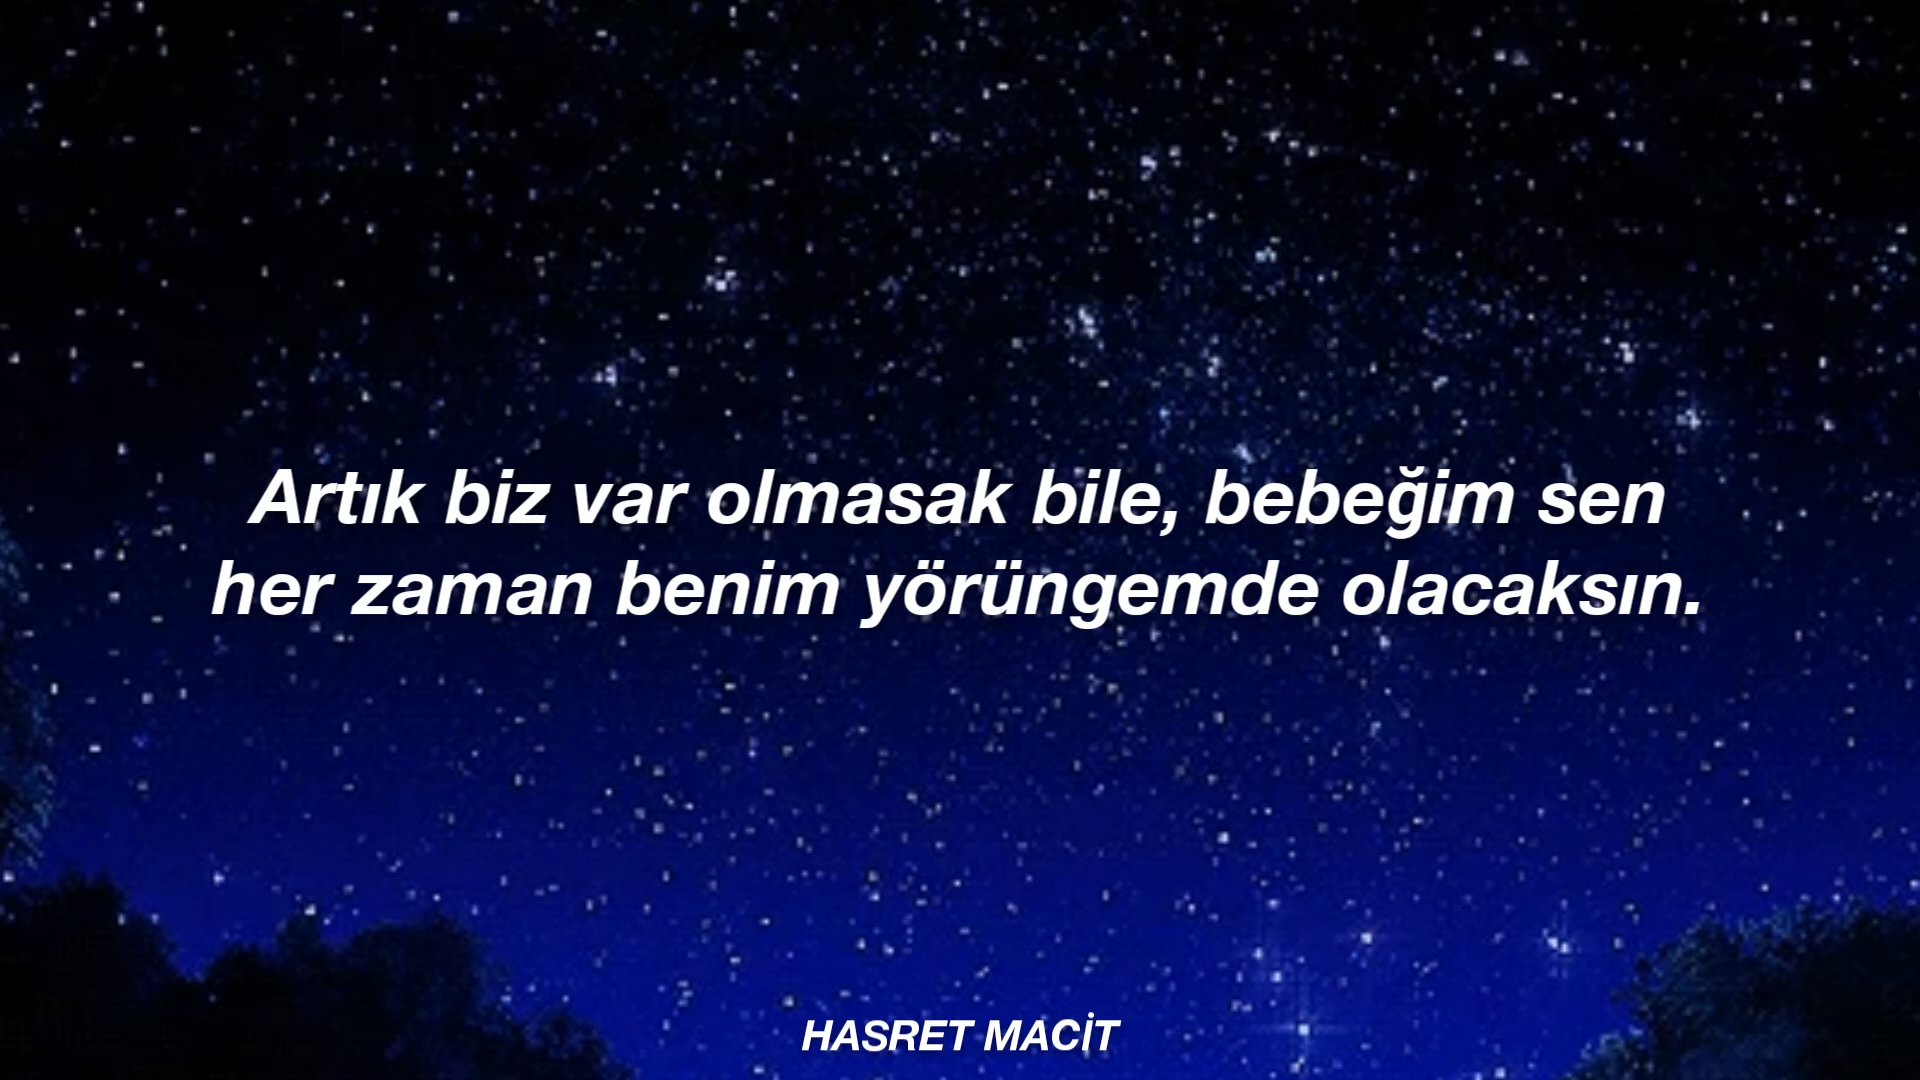 Artık biz var olmasak bile, bebeğim sen
her zaman benim yörüngemde olacaksın.
HASRET MACİT